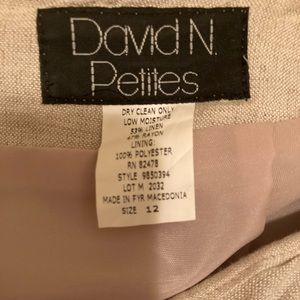 David N.
Petites
DRY CLEAN ONLY
LOW MOISTURE
53% LINEN
47% RAYON
LINING:
100% POLYESTER
RN 82478
STYLE 9850394
LOT M 2032
MADE IN FYR MACEDONIA
SIZE 12